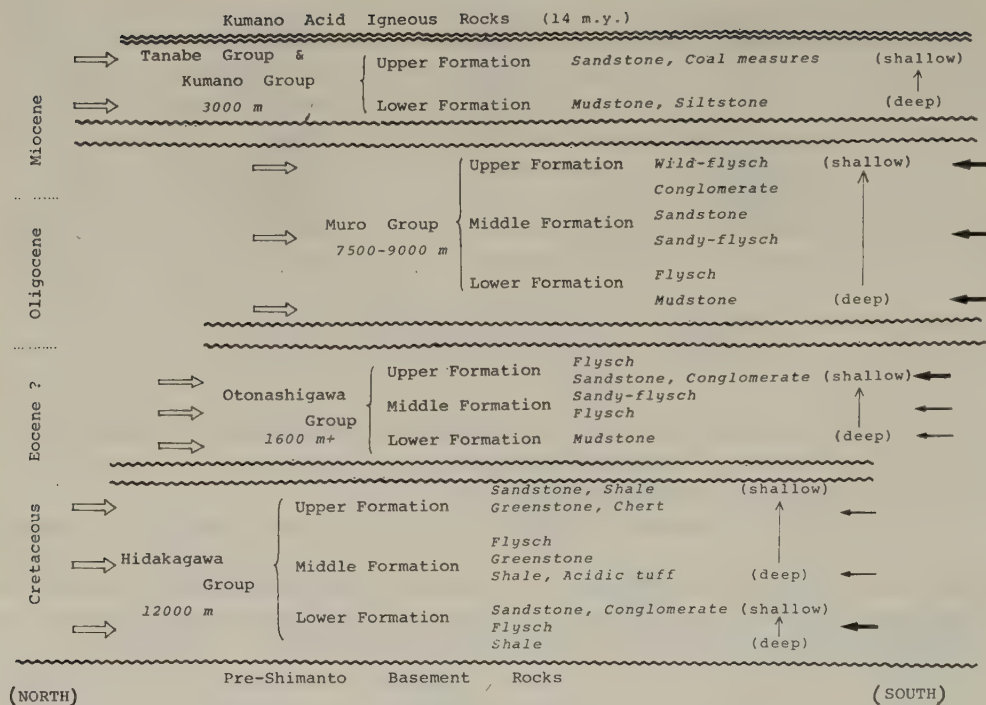 Kumano Acid Igneous Rocks (14 m.y.)
Miocene
Tanabe Group &
Kumano Group
3000 m
Upper Formation Sandstone, Coal measures (shallow)
Lower Formation Mudstone, Siltstone (deep)
Oligocene
Muro Group
7500-9000 m
Upper Formation Wild-flysch (shallow)
Conglomerate
Middle Formation Sandstone
Sandy-flysch
Lower Formation Flysch
Mudstone (deep)
Eocene ?
Otonashigawa
Group
1600 m+
Upper Formation Flysch
Sandstone, Conglomerate (shallow)
Middle Formation Sandy-flysch
Flysch
Lower Formation Mudstone (deep)
Cretaceous
Hidakagawa
Group
12000 m
Upper Formation Sandstone, Shale (shallow)
Greenstone, Chert
Middle Formation Flysch
Greenstone
Shale, Acidic tuff (deep)
Lower Formation Sandstone, Conglomerate (shallow)
Flysch
Shale (deep)
Pre-Shimanto Basement Rocks
(NORTH) (SOUTH)